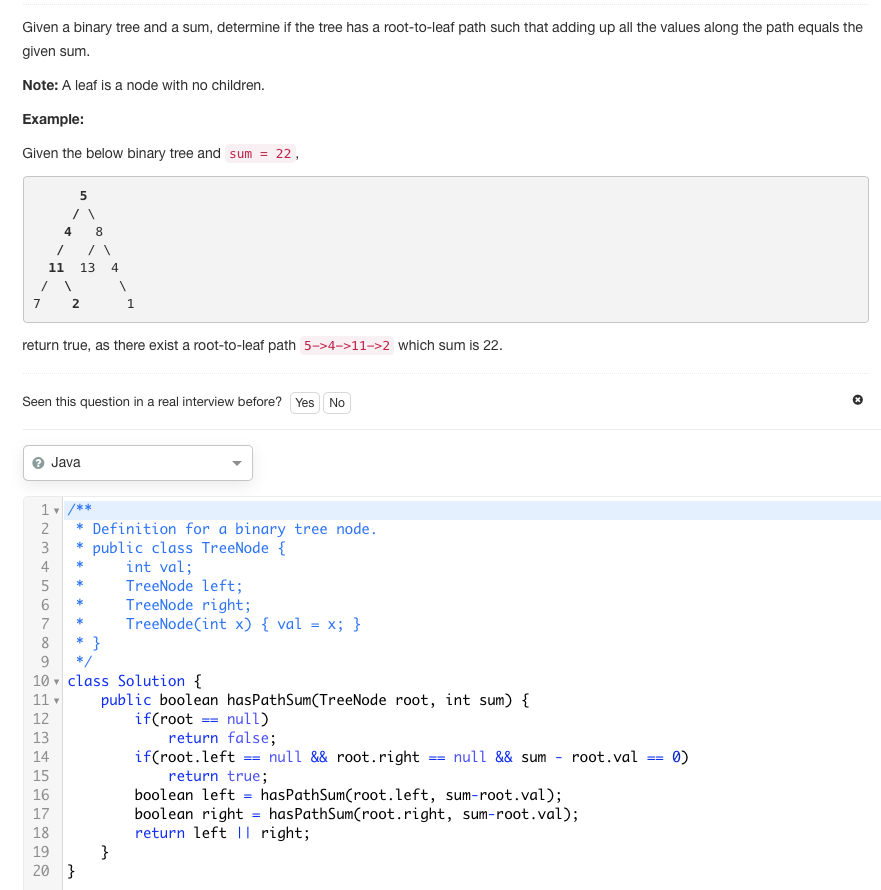 Given a binary tree and a sum, determine if the tree has a root-to-leaf path such that adding up all the values along the path equals the
given sum.
Note: A leaf is a node with no children.
Example:
Given the below binary tree and sum = 22 ,
      5
     / \
    4   8
   /   / \
  11  13  4
 /  \      \
7    2      1
return true, as there exist a root-to-leaf path 5->4->11->2 which sum is 22.
Seen this question in a real interview before? Yes No
Java
1 /**
2  * Definition for a binary tree node.
3  * public class TreeNode {
4  *     int val;
5  *     TreeNode left;
6  *     TreeNode right;
7  *     TreeNode(int x) { val = x; }
8  * }
9  */
10 class Solution {
11     public boolean hasPathSum(TreeNode root, int sum) {
12         if(root == null)
13             return false;
14         if(root.left == null && root.right == null && sum - root.val == 0)
15             return true;
16         boolean left = hasPathSum(root.left, sum-root.val);
17         boolean right = hasPathSum(root.right, sum-root.val);
18         return left || right;
19     }
20 }